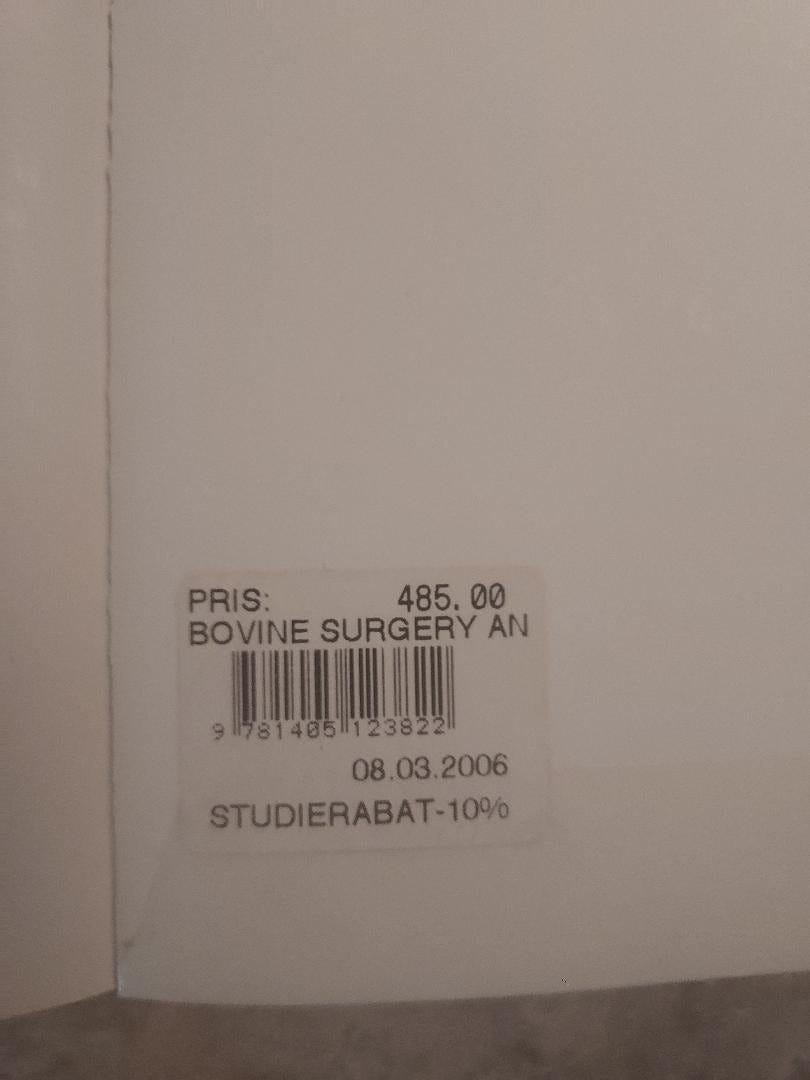 PRIS: 485.00
BOVINE SURGERY AN
9 781405 123822
08.03.2006
STUDIERABAT-10%